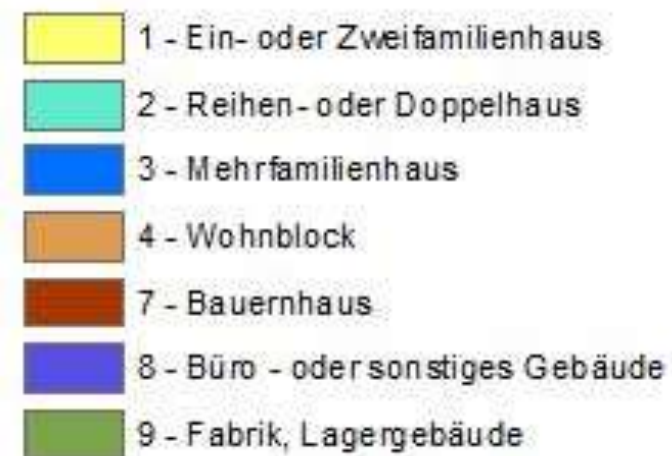 1 - Ein- oder Zweifamilienhaus
2 - Reihen- oder Doppelhaus
3 - Mehrfamilienhaus
4 - Wohnblock
7 - Bauernhaus
8 - Büro - oder sonstiges Gebäude
9 - Fabrik, Lagergebäude